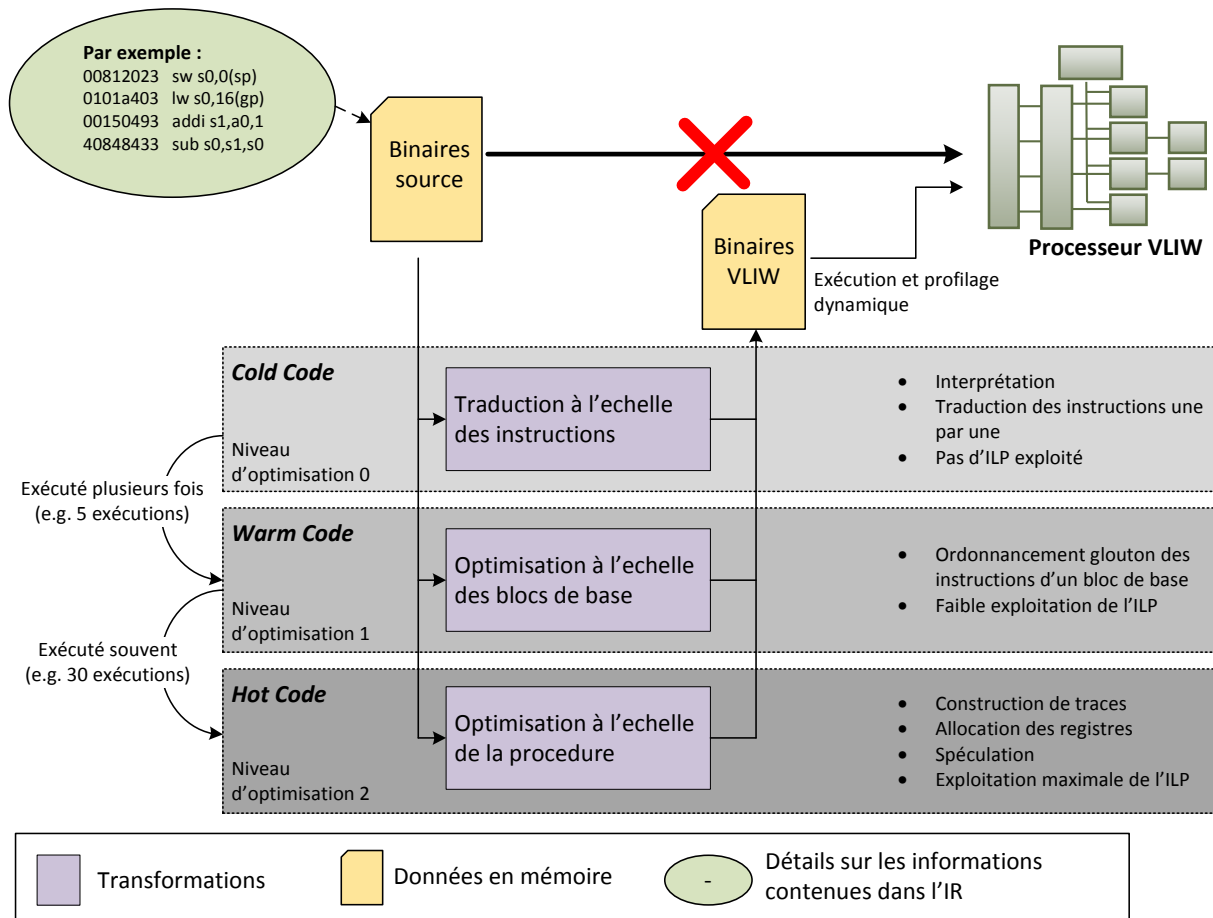 Par exemple :
00812023 sw s0,0(sp)
0101a403 lw s0,16(gp)
00150493 addi s1,a0,1
40848433 sub s0,s1,s0
Binaires
source
Binaires
VLIW
Processeur VLIW
Exécution et profilage
dynamique
Cold Code
Niveau
d'optimisation 0
Traduction à l'echelle
des instructions
• Interprétation
• Traduction des instructions une
par une
• Pas d'ILP exploité
Exécuté plusieurs fois
(e.g. 5 exécutions)
Warm Code
Niveau
d'optimisation 1
Optimisation à l'echelle
des blocs de base
• Ordonnancement glouton des
instructions d'un bloc de base
• Faible exploitation de l'ILP
Exécuté souvent
(e.g. 30 exécutions)
Hot Code
Niveau
d'optimisation 2
Optimisation à l'echelle
de la procedure
• Construction de traces
• Allocation des registres
• Spéculation
• Exploitation maximale de l'ILP
Transformations
Données en mémoire
-
Détails sur les informations
contenues dans l'IR